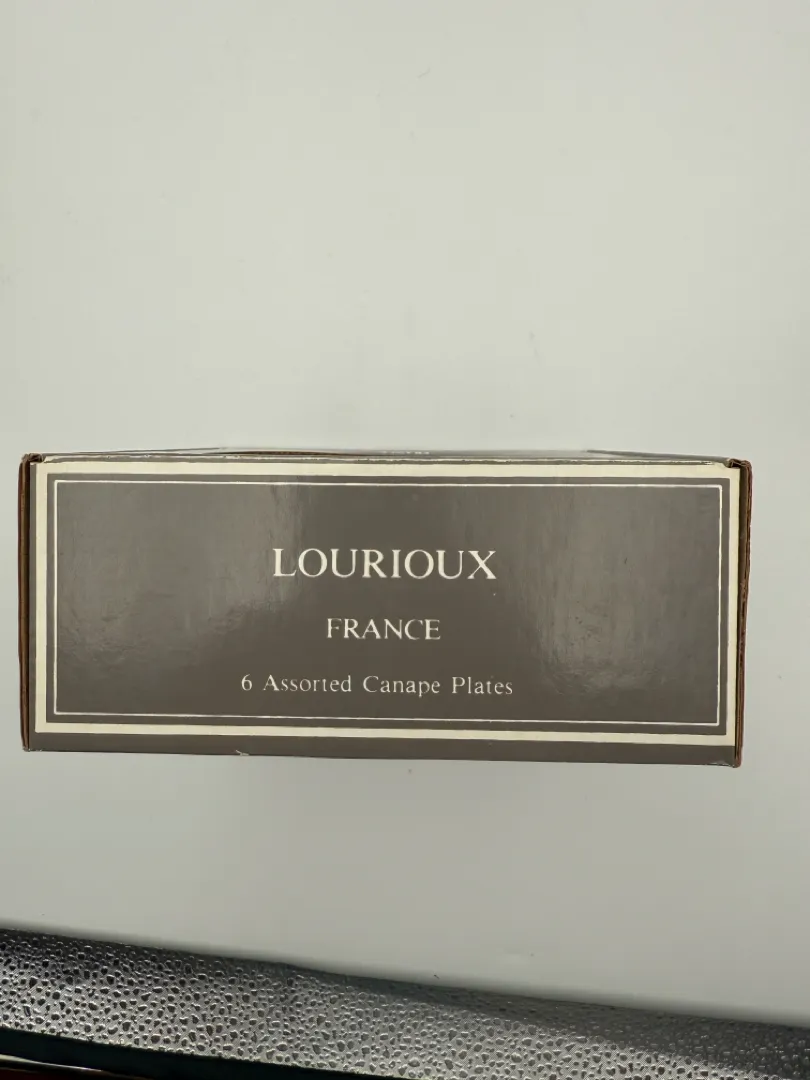 LOURIOUX
FRANCE
6 Assorted Canape Plates